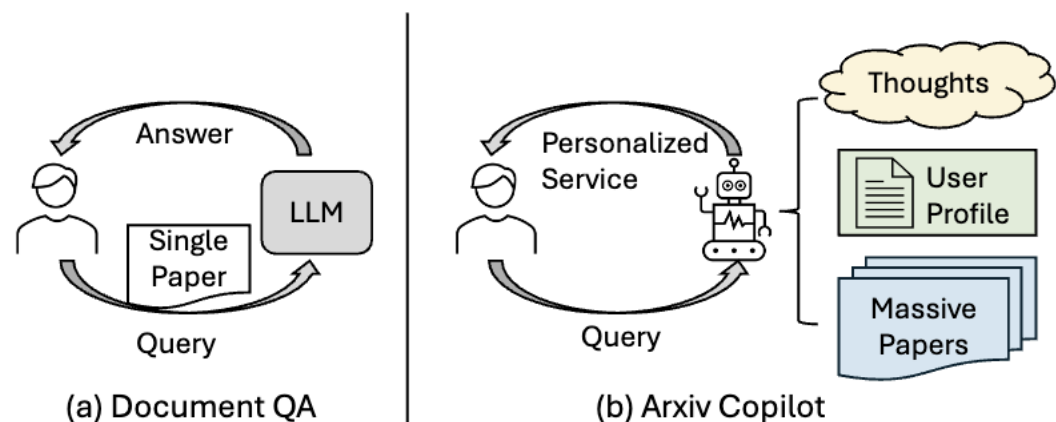 Answer
LLM
Single
Paper
Query
(a) Document QA
Personalized
Service
Query
Thoughts
User
Profile
Massive
Papers
(b) Arxiv Copilot